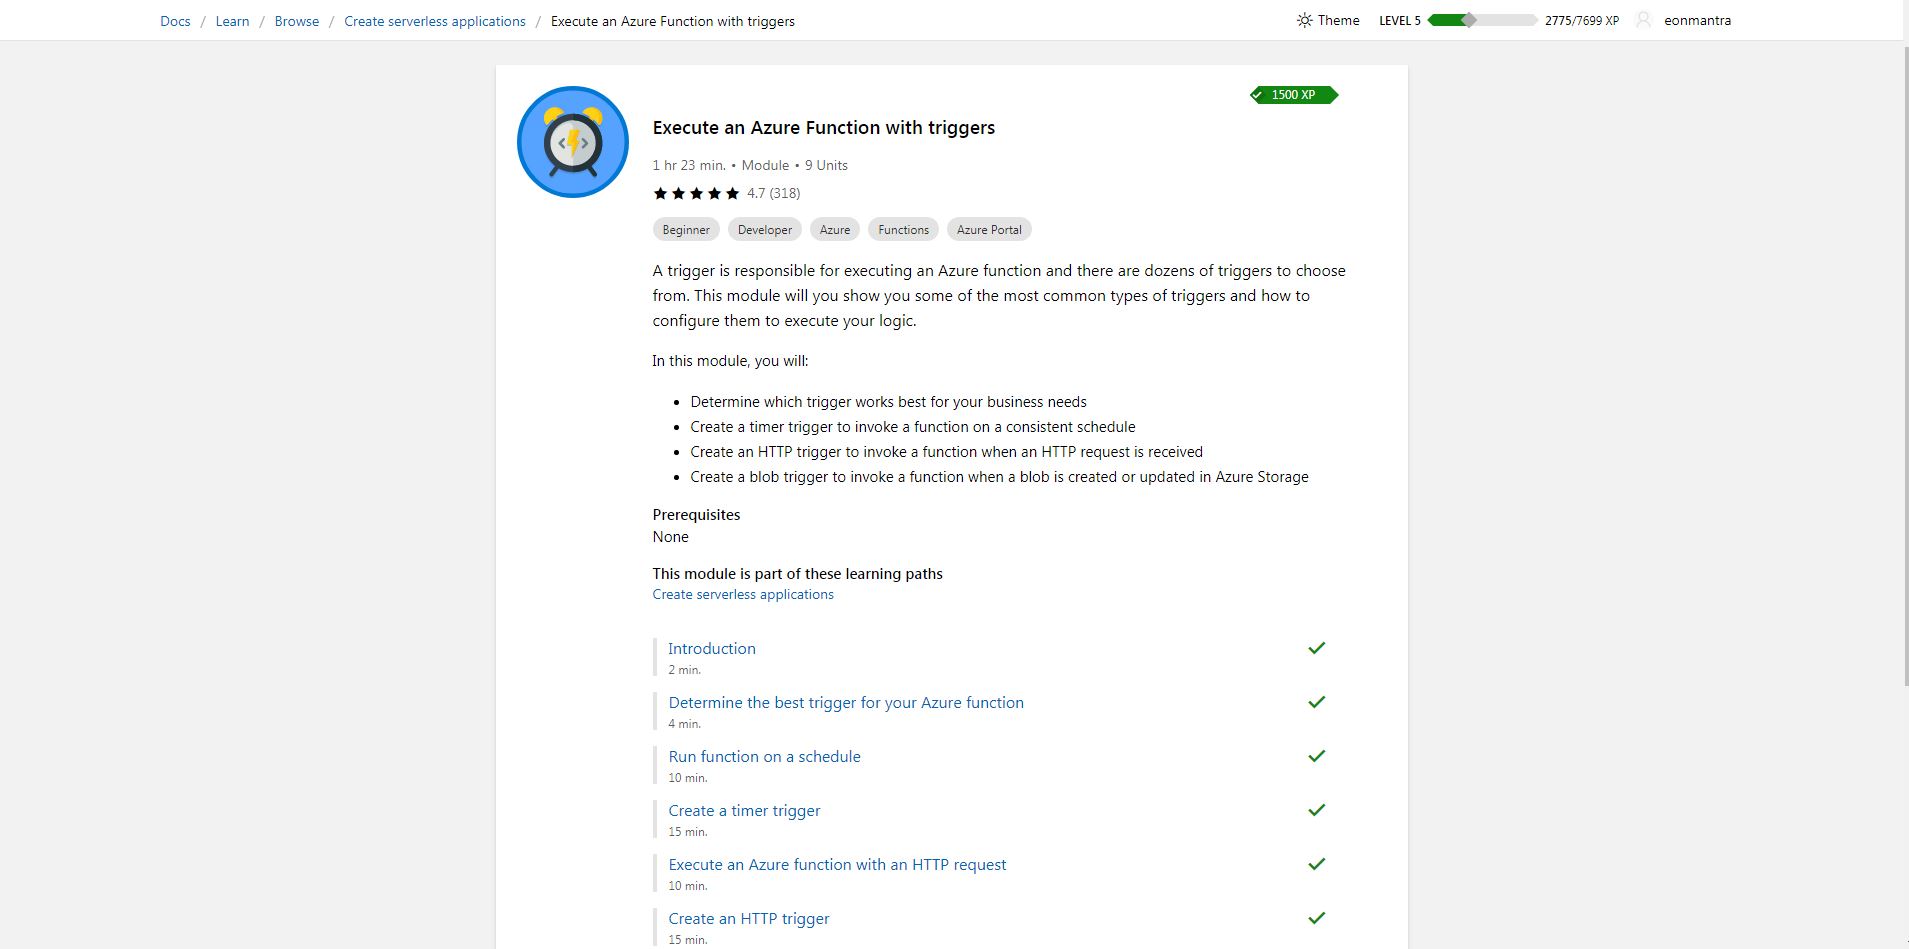 Docs / Learn / Browse / Create serverless applications / Execute an Azure Function with triggers
Theme LEVEL 5 2775/7699 XP eonmantra
1500 XP
Execute an Azure Function with triggers
1 hr 23 min. • Module • 9 Units
4.7 (318)
Beginner Developer Azure Functions Azure Portal
A trigger is responsible for executing an Azure function and there are dozens of triggers to choose
from. This module will you show you some of the most common types of triggers and how to
configure them to execute your logic.
In this module, you will:
• Determine which trigger works best for your business needs
• Create a timer trigger to invoke a function on a consistent schedule
• Create an HTTP trigger to invoke a function when an HTTP request is received
• Create a blob trigger to invoke a function when a blob is created or updated in Azure Storage
Prerequisites
None
This module is part of these learning paths
Create serverless applications
Introduction
2 min.
Determine the best trigger for your Azure function
4 min.
Run function on a schedule
10 min.
Create a timer trigger
15 min.
Execute an Azure function with an HTTP request
10 min.
Create an HTTP trigger
15 min.